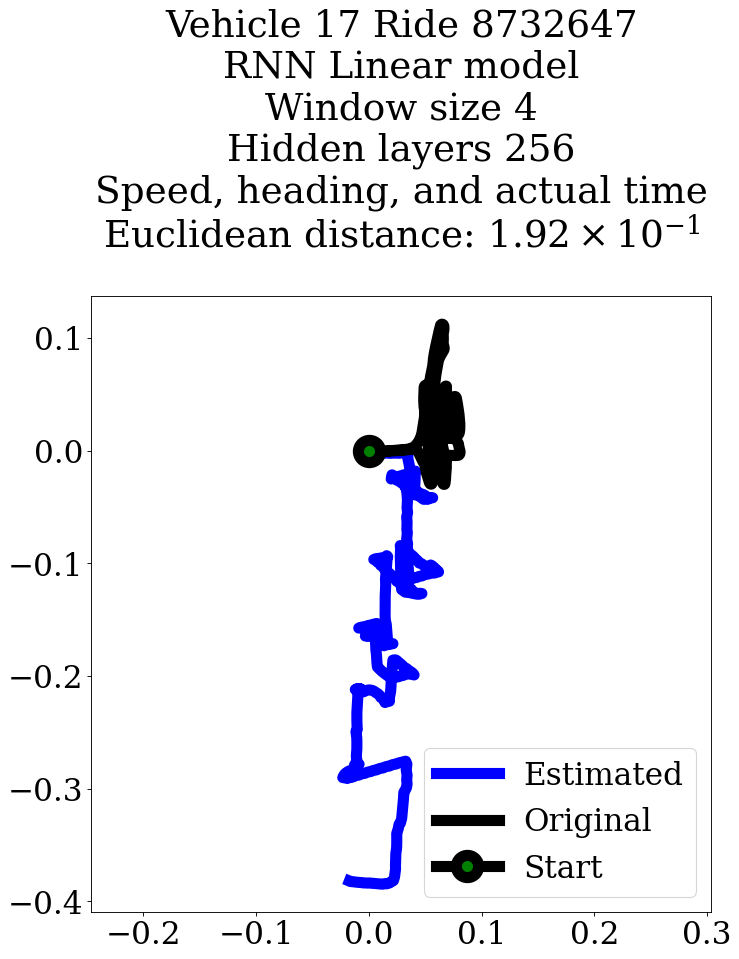 Vehicle 17 Ride 8732647
RNN Linear model
Window size 4
Hidden layers 256
Speed, heading, and actual time
Euclidean distance: 1.92 × 10⁻¹
0.1
0.0
−0.1
−0.2
−0.3
−0.4
Estimated
Original
Start
−0.2 −0.1 0.0 0.1 0.2 0.3